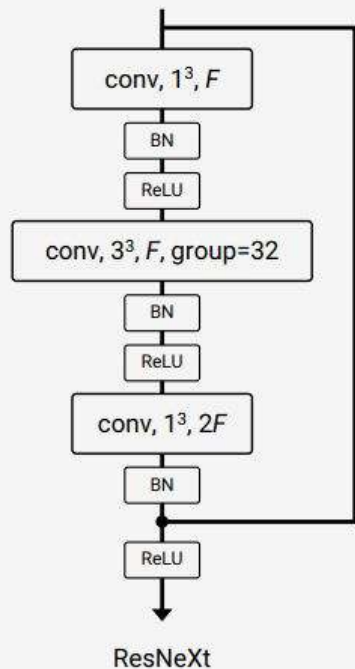 conv, 1³, F
BN
ReLU
conv, 3³, F, group=32
BN
ReLU
conv, 1³, 2F
BN
ReLU
ResNeXt